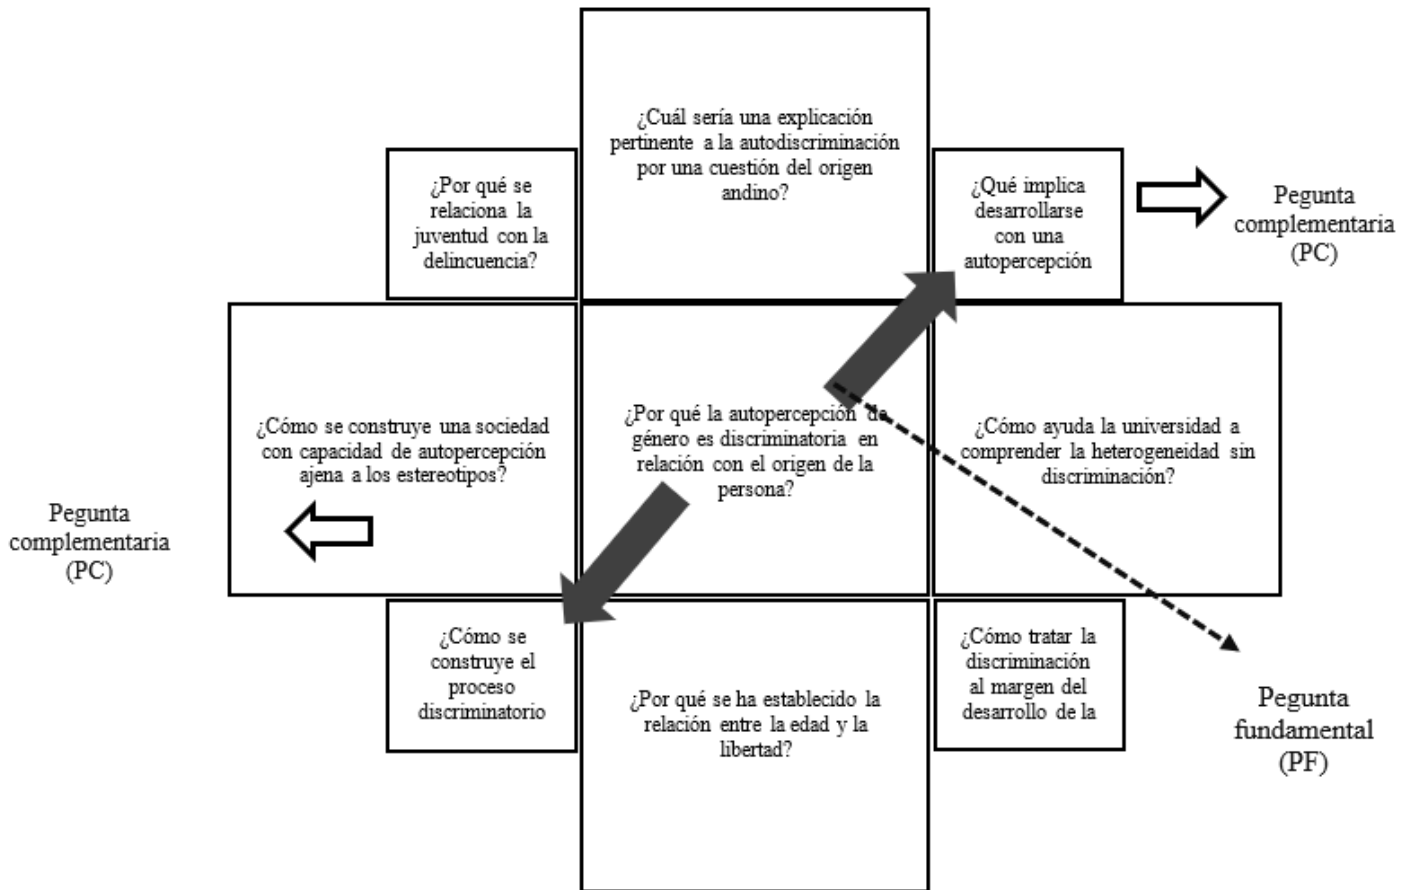 ¿Cuál sería una explicación
pertinente a la autodiscriminación
por una cuestión del origen
andino?
¿Por qué se
relaciona la
juventud con la
delincuencia?
¿Qué implica
desarrollarse
con una
autopercepción
Pegunta
complementaria
(PC)
¿Cómo se construye una sociedad
con capacidad de autopercepción
ajena a los estereotipos?
¿Por qué la autopercepción de
género es discriminatoria en
relación con el origen de la
persona?
¿Cómo ayuda la universidad a
comprender la heterogeneidad sin
discriminación?
Pegunta
complementaria
(PC)
¿Cómo se
construye el
proceso
discriminatorio
¿Por qué se ha establecido la
relación entre la edad y la
libertad?
¿Cómo tratar la
discriminación
al margen del
desarrollo de la
Pegunta
fundamental
(PF)